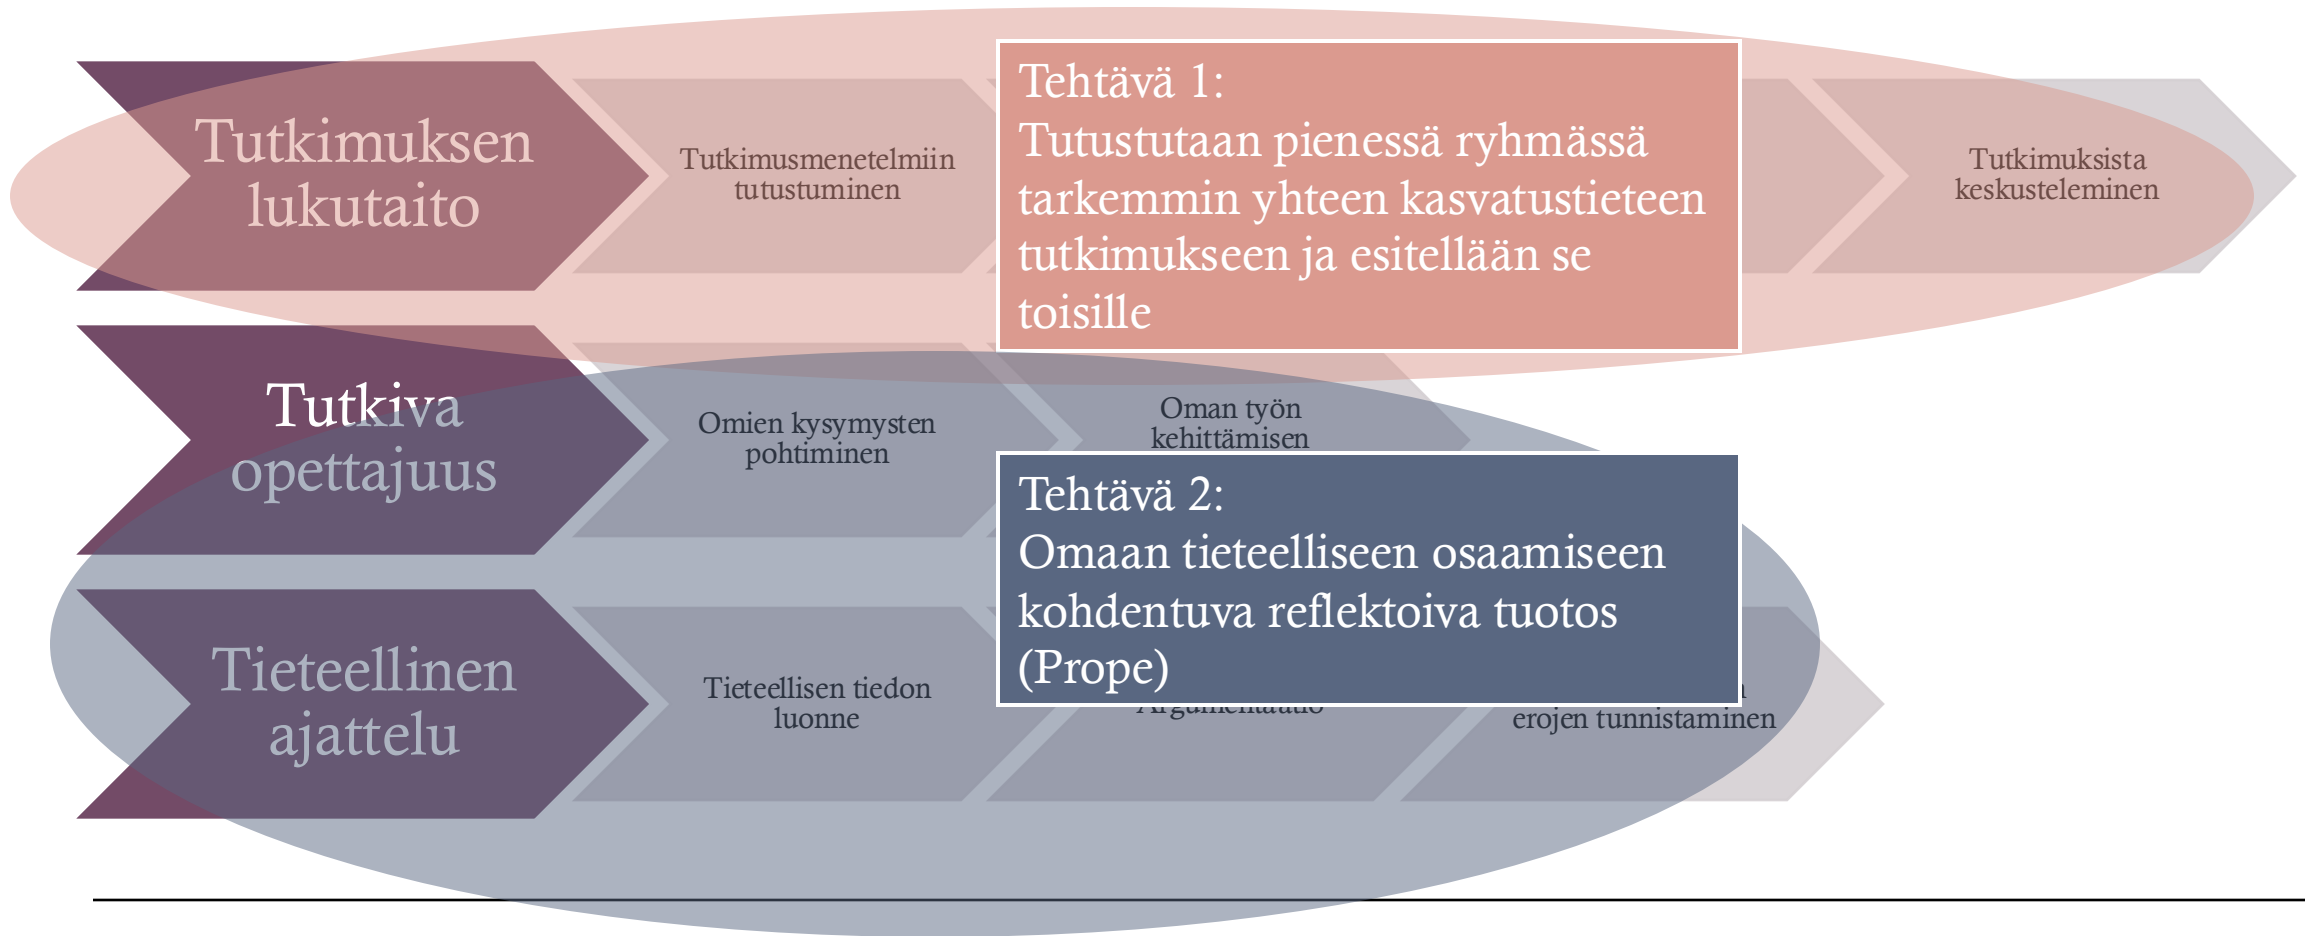 Tutkimuksen
lukutaito
Tutkimusmenetelmiin
tutustuminen
Tehtävä 1:
Tutustutaan pienessä ryhmässä
tarkemmin yhteen kasvatustieteen
tutkimukseen ja esitellään se
toisille
Tutkimuksista
keskusteleminen
Tutkiva
opettajuus
Omien kysymysten
pohtiminen
Oman työn
kehittämisen
Tehtävä 2:
Omaan tieteelliseen osaamiseen
kohdentuva reflektoiva tuotos
(Prope)
Tieteellinen
ajattelu
Tieteellisen tiedon
luonne
Argumentaatio
erojen tunnistaminen